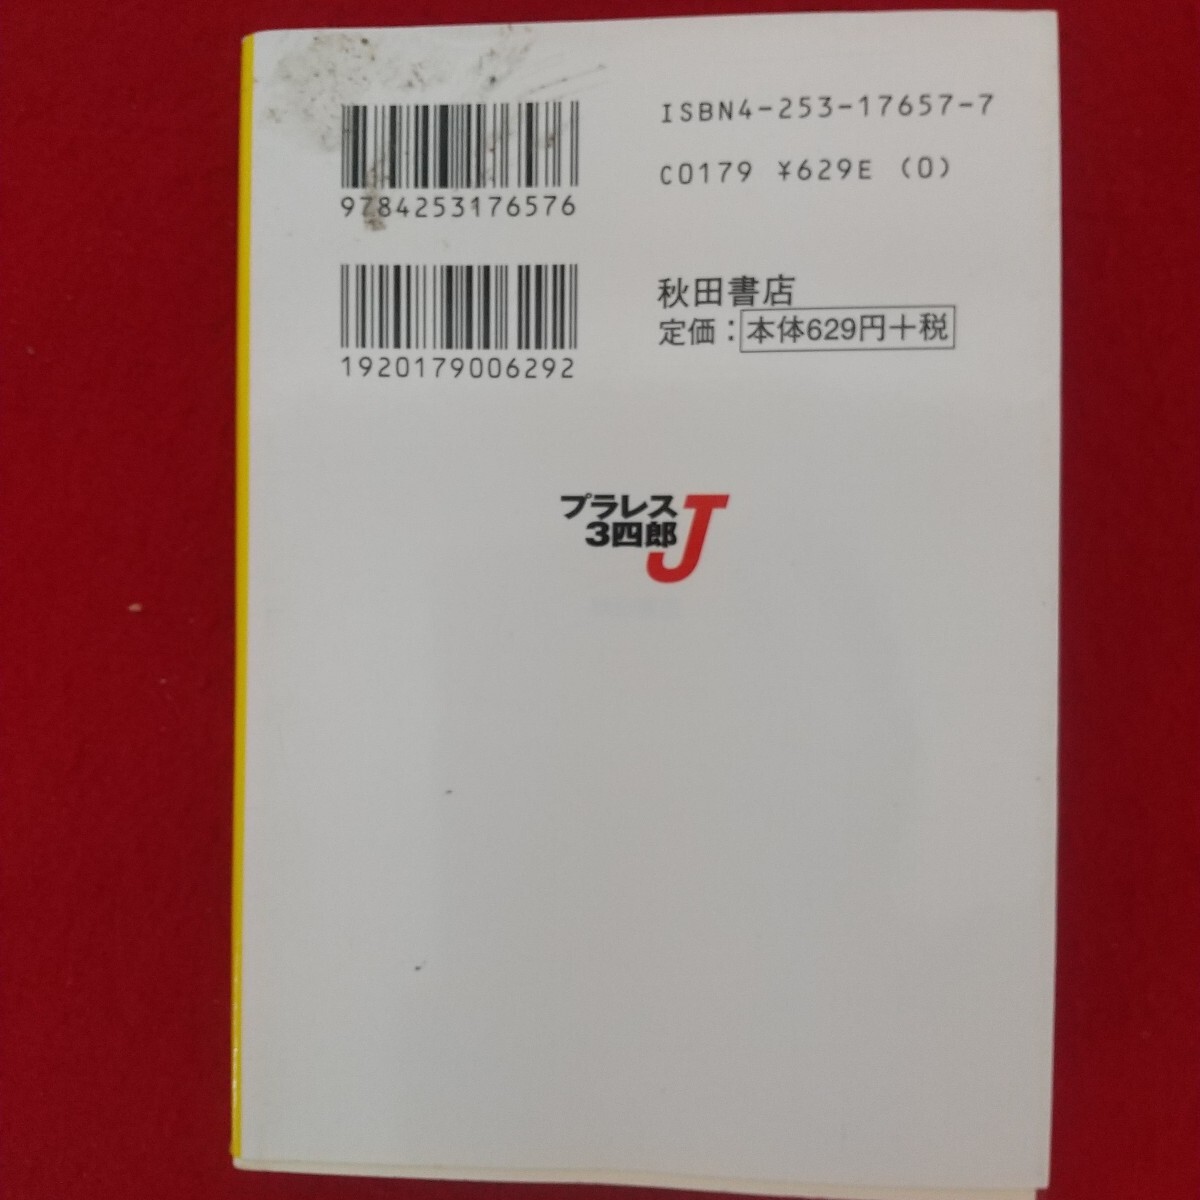 ISBN4-253-17657-7
C0179 ¥629E (0)
9784253176576
1920179006292
秋田書店
定価：本体629円＋税
プラレス
3四郎
J